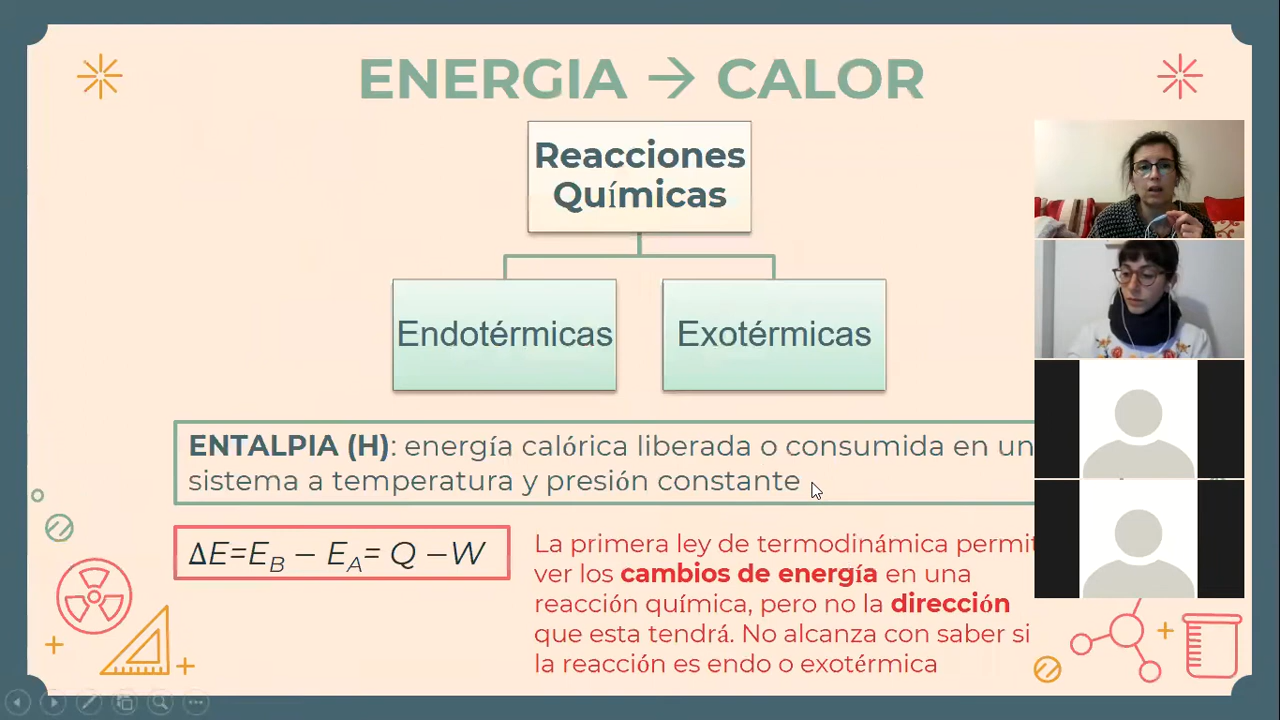 ENERGIA → CALOR
Reacciones
Químicas
Endotérmicas
Exotérmicas
ENTALPIA (H): energía calórica liberada o consumida en un
sistema a temperatura y presión constante
ΔE=E_B – E_A= Q –W
La primera ley de termodinámica permit
ver los cambios de energía en una
reacción química, pero no la dirección
que esta tendrá. No alcanza con saber si
la reacción es endo o exotérmica